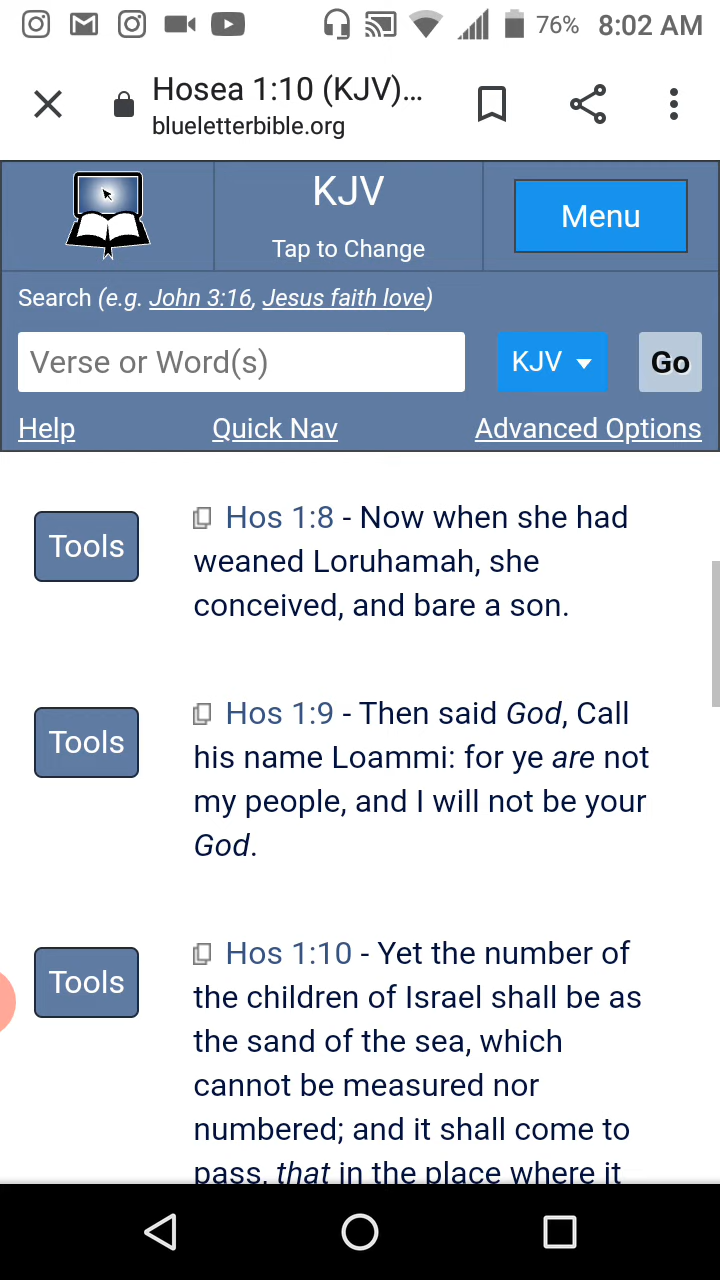 76% 8:02 AM
Hosea 1:10 (KJV)...
blueletterbible.org
KJV
Tap to Change
Menu
Search (e.g. John 3:16, Jesus faith love)
Verse or Word(s)
KJV
Go
Help Quick Nav Advanced Options
Tools
Hos 1:8 - Now when she had
weaned Loruhamah, she
conceived, and bare a son.
Tools
Hos 1:9 - Then said God, Call
his name Loammi: for ye are not
my people, and I will not be your
God.
Tools
Hos 1:10 - Yet the number of
the children of Israel shall be as
the sand of the sea, which
cannot be measured nor
numbered; and it shall come to
pass, that in the place where it